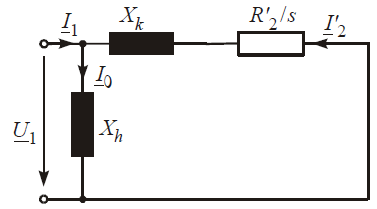 I₁ Xₖ R'₂/s I'₂
I₀
U₁ Xₕ